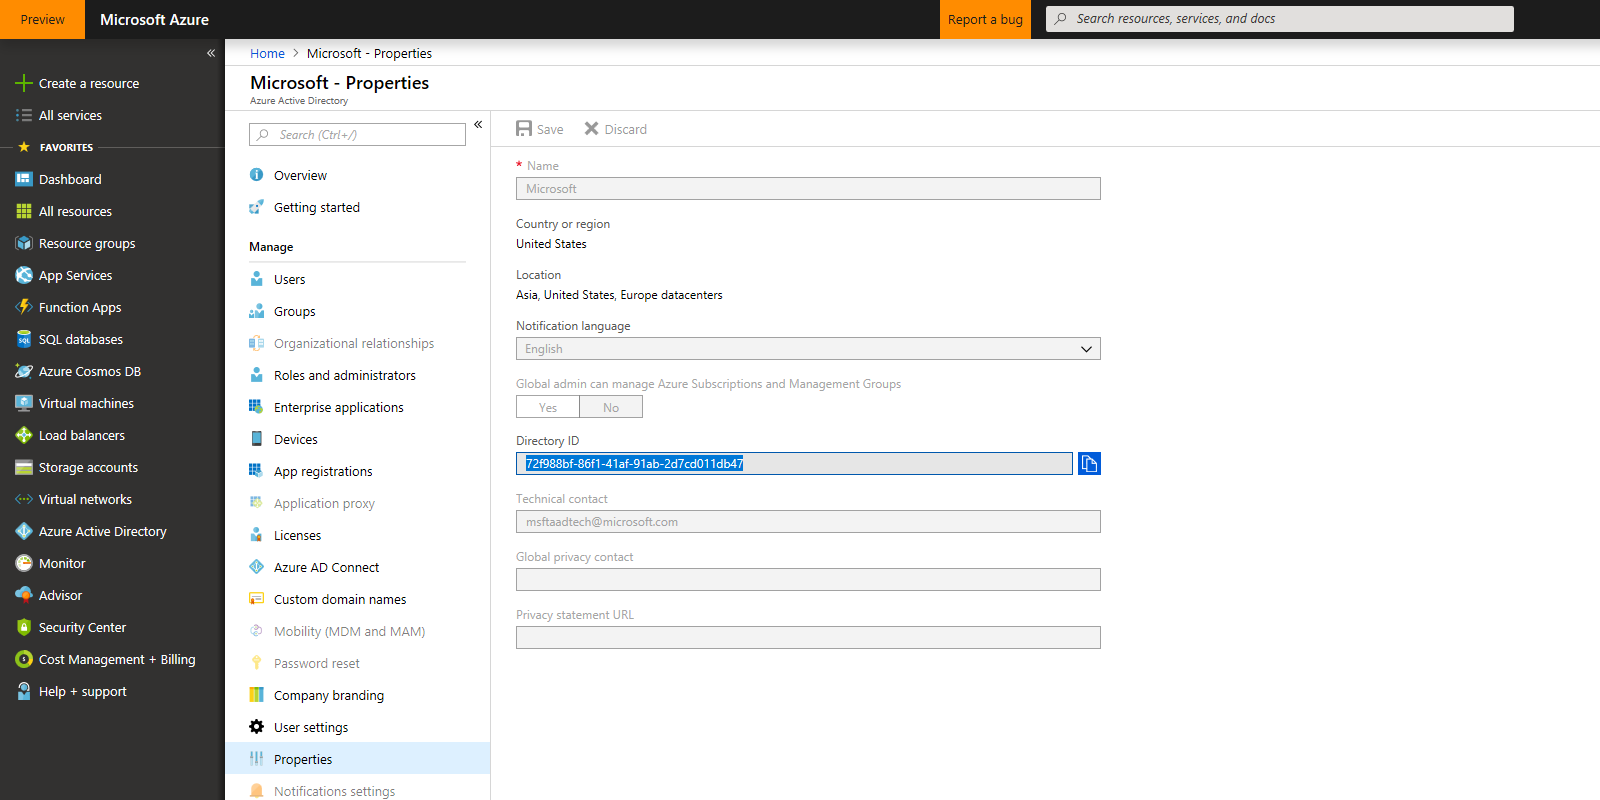 Preview
Microsoft Azure
Report a bug
Search resources, services, and docs
«
Create a resource
All services
FAVORITES
Dashboard
All resources
Resource groups
App Services
Function Apps
SQL databases
Azure Cosmos DB
Virtual machines
Load balancers
Storage accounts
Virtual networks
Azure Active Directory
Monitor
Advisor
Security Center
Cost Management + Billing
Help + support
Home > Microsoft - Properties
Microsoft - Properties
Azure Active Directory
Search (Ctrl+/)
«
Overview
Getting started
Manage
Users
Groups
Organizational relationships
Roles and administrators
Enterprise applications
Devices
App registrations
Application proxy
Licenses
Azure AD Connect
Custom domain names
Mobility (MDM and MAM)
Password reset
Company branding
User settings
Properties
Notifications settings
Save
Discard
* Name
Microsoft
Country or region
United States
Location
Asia, United States, Europe datacenters
Notification language
English
Global admin can manage Azure Subscriptions and Management Groups
Yes
No
Directory ID
72f988bf-86f1-41af-91ab-2d7cd011db47
Technical contact
msftaadtech@microsoft.com
Global privacy contact
Privacy statement URL